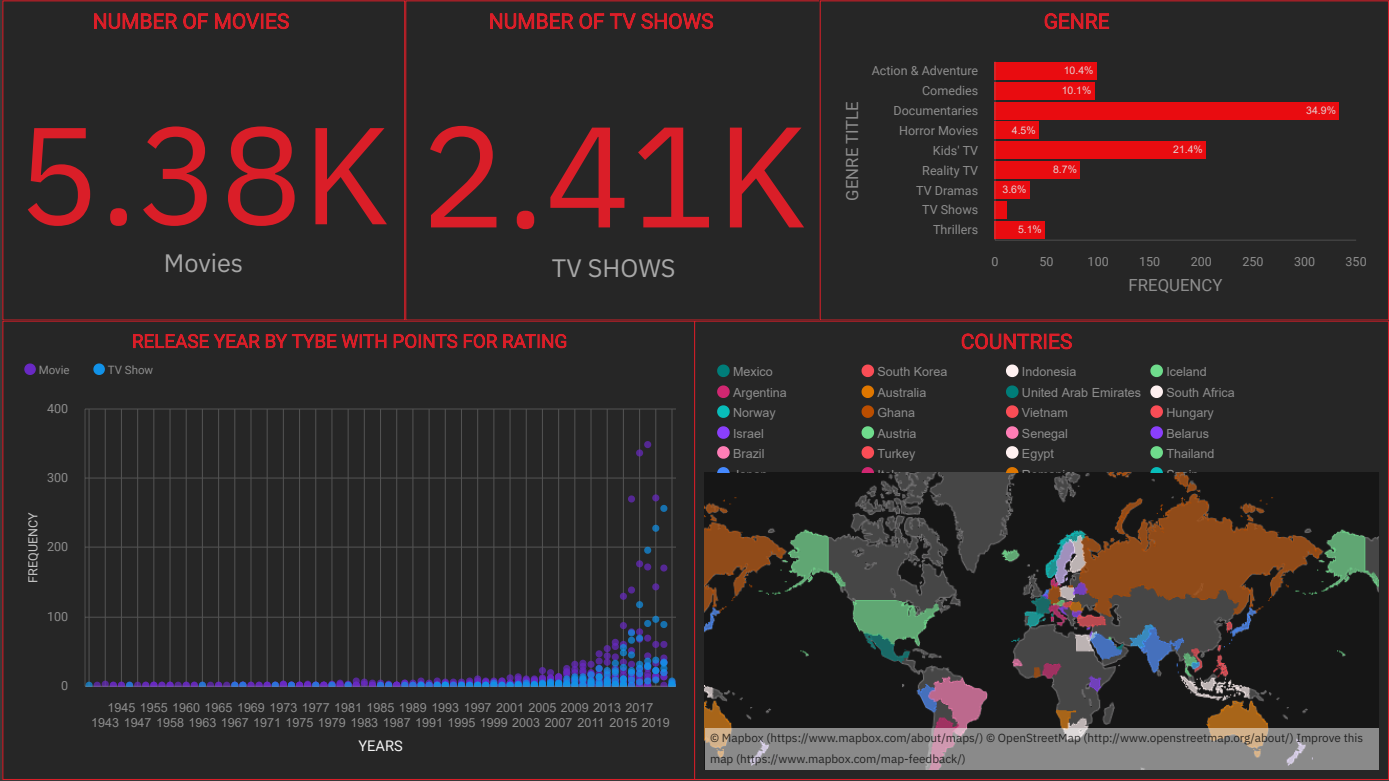 NUMBER OF MOVIES
5.38K
Movies
NUMBER OF TV SHOWS
2.41K
TV SHOWS
GENRE
GENRE TITLE
Action & Adventure 10.4%
Comedies 10.1%
Documentaries 34.9%
Horror Movies 4.5%
Kids' TV 21.4%
Reality TV 8.7%
TV Dramas 3.6%
TV Shows
Thrillers 5.1%
0 50 100 150 200 250 300 350
FREQUENCY
RELEASE YEAR BY TYBE WITH POINTS FOR RATING
Movie TV Show
FREQUENCY
400
300
200
100
0
1945 1955 1960 1965 1969 1973 1977 1981 1985 1989 1993 1997 2001 2005 2009 2013 2017
1943 1947 1958 1963 1967 1971 1975 1979 1983 1987 1991 1995 1999 2003 2007 2011 2015 2019
YEARS
COUNTRIES
Mexico South Korea Indonesia Iceland
Argentina Australia United Arab Emirates South Africa
Norway Ghana Vietnam Hungary
Israel Austria Senegal Belarus
Brazil Turkey Egypt Thailand
© Mapbox (https://www.mapbox.com/about/maps/) © OpenStreetMap (http://www.openstreetmap.org/about/) Improve this
map (https://www.mapbox.com/map-feedback/)